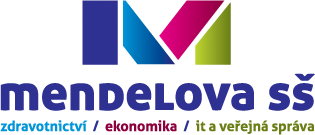 mendelova sš
zdravotnictví / ekonomika / it a veřejná správa